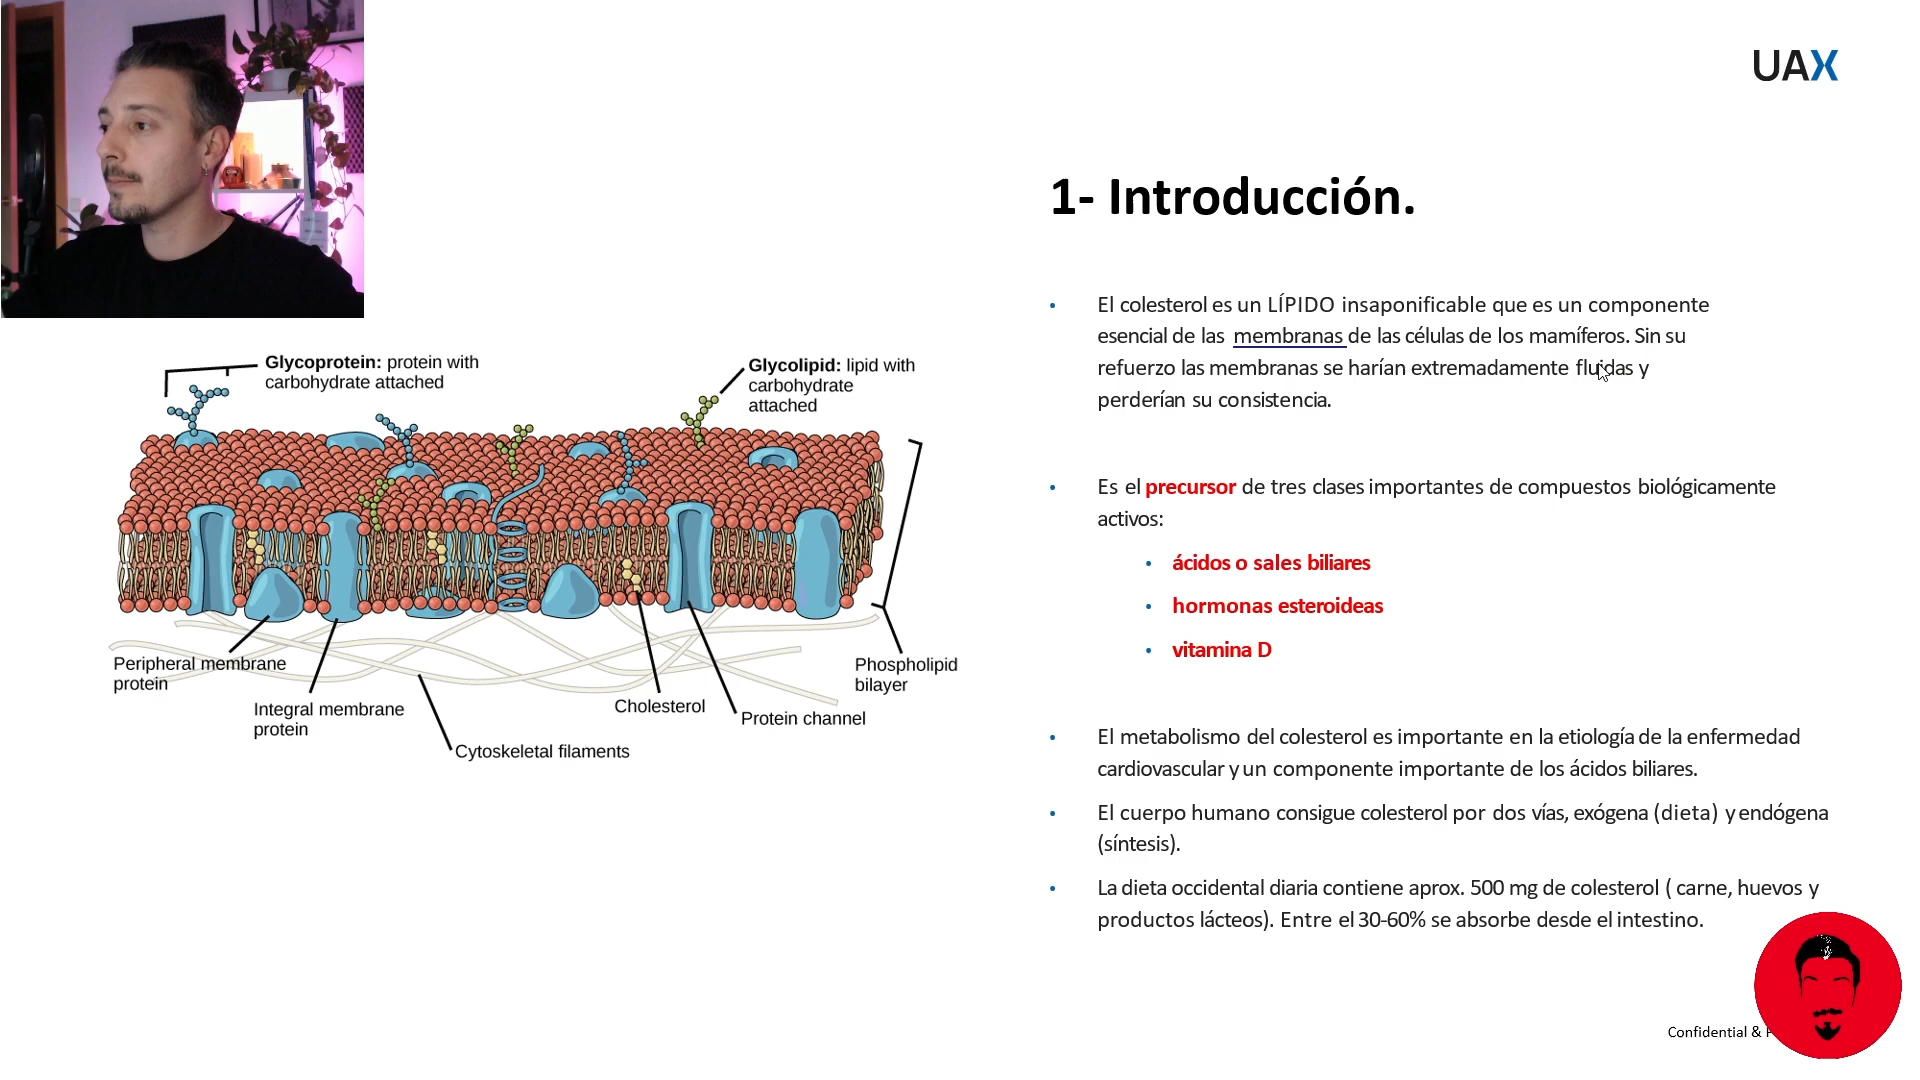 UAX
1- Introducción.
• El colesterol es un LÍPIDO insaponificable que es un componente
esencial de las membranas de las células de los mamíferos. Sin su
refuerzo las membranas se harían extremadamente fluidas y
perderían su consistencia.
• Es el precursor de tres clases importantes de compuestos biológicamente
activos:
• ácidos o sales biliares
• hormonas esteroideas
• vitamina D
• El metabolismo del colesterol es importante en la etiología de la enfermedad
cardiovascular y un componente importante de los ácidos biliares.
• El cuerpo humano consigue colesterol por dos vías, exógena (dieta) y endógena
(síntesis).
• La dieta occidental diaria contiene aprox. 500 mg de colesterol ( carne, huevos y
productos lácteos). Entre el 30-60% se absorbe desde el intestino.
Glycoprotein: protein with
carbohydrate attached
Glycolipid: lipid with
carbohydrate
attached
Peripheral membrane
protein
Integral membrane
protein
Cytoskeletal filaments
Cholesterol
Protein channel
Phospholipid
bilayer
Confidential &